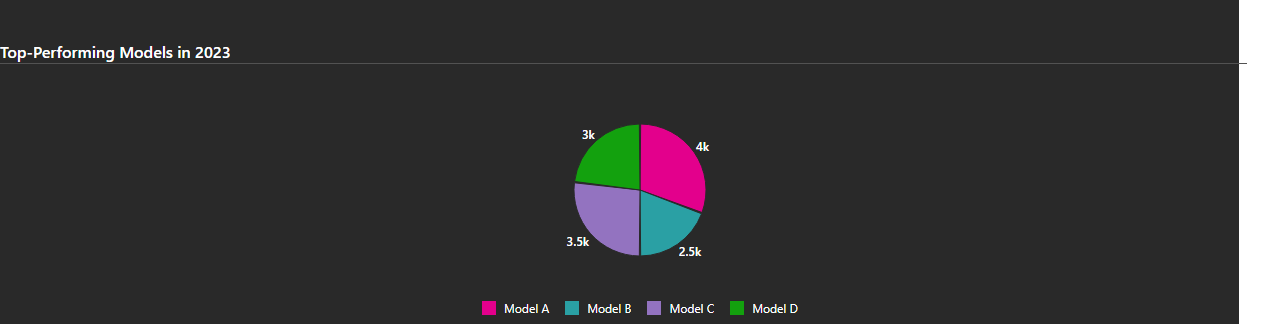 Top-Performing Models in 2023
3k
4k
3.5k
2.5k
Model A Model B Model C Model D